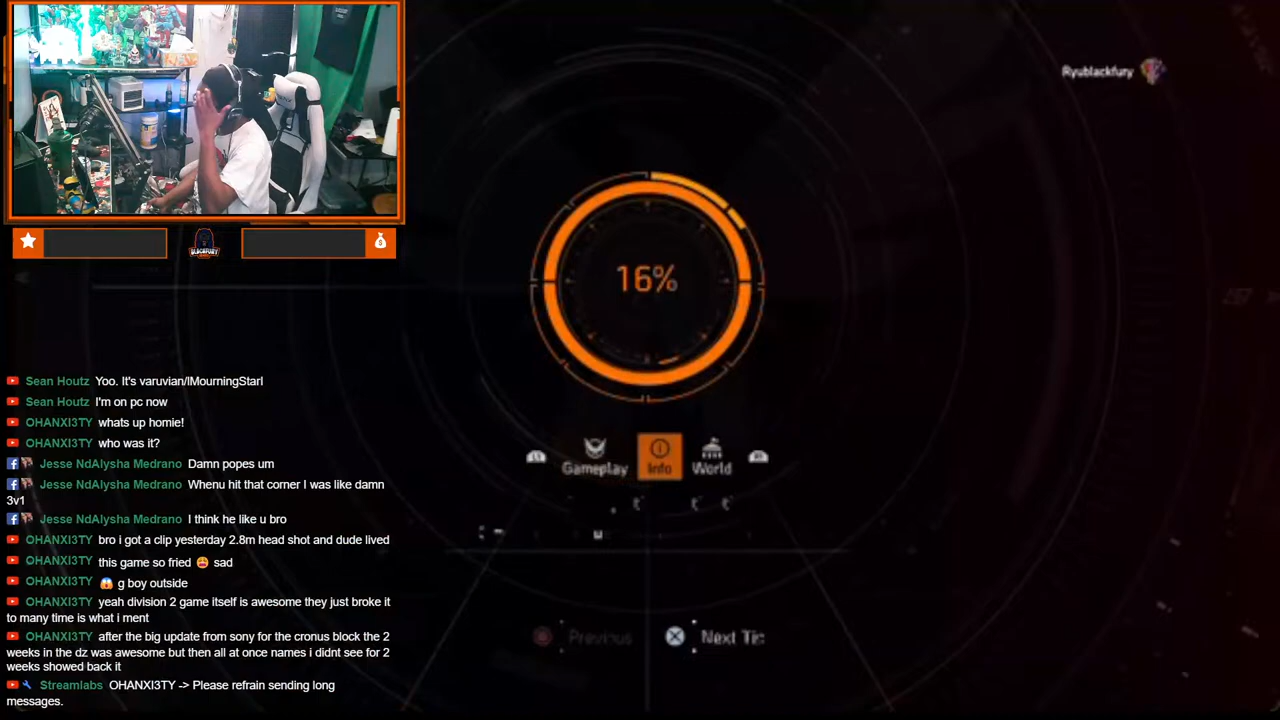 Ryublackfury
16%
Gameplay
Info
World
Previous
BLACKFURY
Sean Houtz Yoo. It's varuvian/IMourningStarI
Sean Houtz I'm on pc now
OHANXI3TY whats up homie!
OHANXI3TY who was it?
Jesse NdAlysha Medrano Damn popes um
Jesse NdAlysha Medrano Whenu hit that corner I was like damn
3v1
Jesse NdAlysha Medrano I think he like u bro
OHANXI3TY bro i got a clip yesterday 2.8m head shot and dude lived
OHANXI3TY this game so fried 😩 sad
OHANXI3TY 😱 g boy outside
OHANXI3TY yeah division 2 game itself is awesome they just broke it
to many time is what i ment
OHANXI3TY after the big update from sony for the cronus block the 2
weeks in the dz was awesome but then all at once names i didnt see for 2
weeks showed back it
Streamlabs OHANXI3TY -> Please refrain sending long
messages.
Next